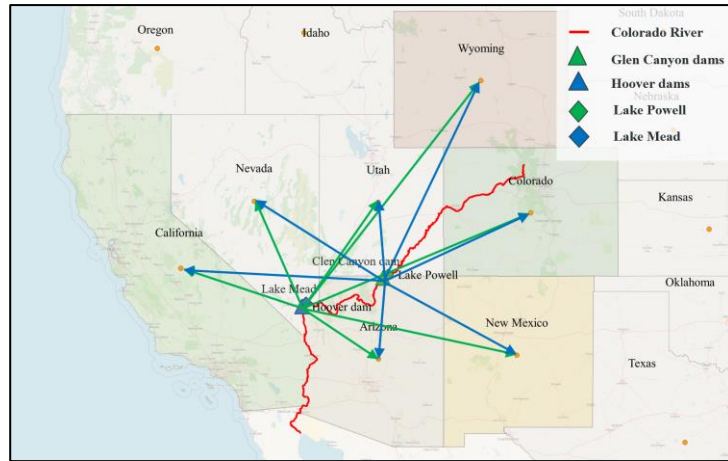 South Dakota
Oregon
Idaho
Colorado River
Wyoming
Glen Canyon dams
Hoover dams
Nebraska
Lake Powell
Lake Mead
Nevada
Utah
Colorado
Kansas
California
Clen Canyon dam
Lake Powell
Lake Mead
Oklahoma
Hoover dam
Arizona
New Mexico
Texas